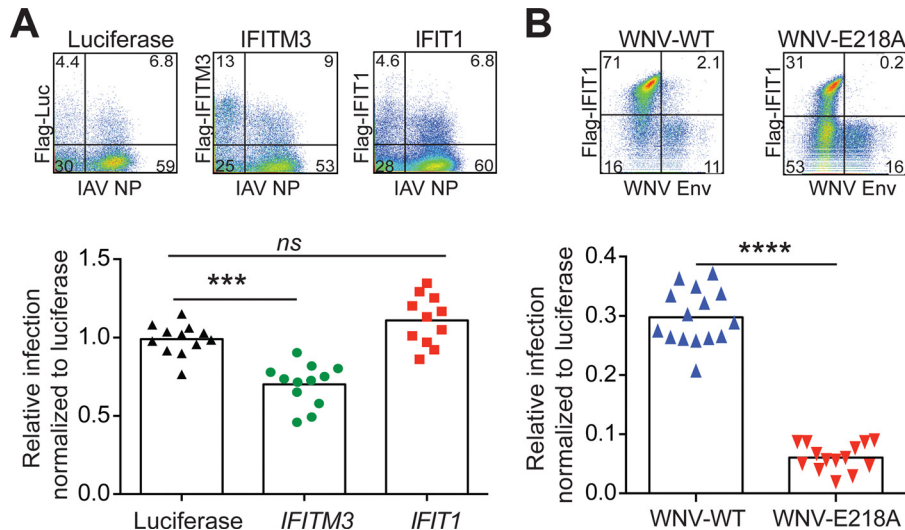 A
Luciferase
IFITM3
IFIT1
4.4
6.8
13
9
4.6
6.8
Flag-Luc
Flag-IFITM3
Flag-IFIT1
30
59
25
53
28
60
IAV NP
IAV NP
IAV NP
B
WNV-WT
WNV-E218A
71
2.1
31
0.2
Flag-IFIT1
Flag-IFIT1
16
11
53
16
WNV Env
WNV Env
Relative infection
normalized to luciferase
1.5
1.0
0.5
0.0
ns
***
Luciferase
IFITM3
IFIT1
Relative infection
normalized to luciferase
0.4
0.3
0.2
0.1
0.0
****
WNV-WT
WNV-E218A